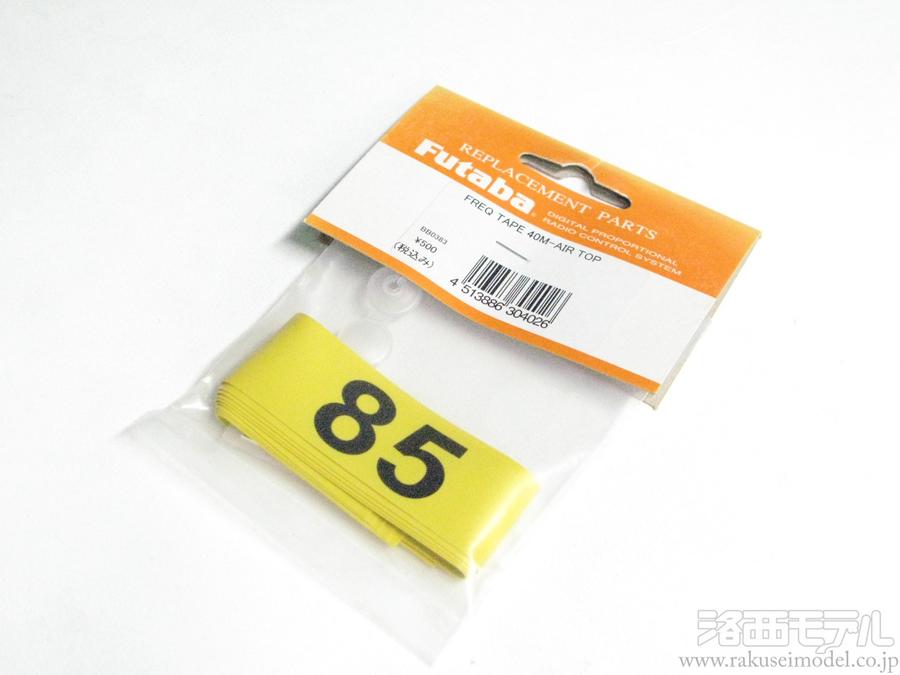 REPLACEMENT PARTS
Futaba®
DIGITAL PROPORTIONAL
RADIO CONTROL SYSTEM
FREQ TAPE 40M-AIR TOP
BB0383
¥500
(税込み)
4 513886 304026
85
洛西モデル
www.rakuseimodel.co.jp